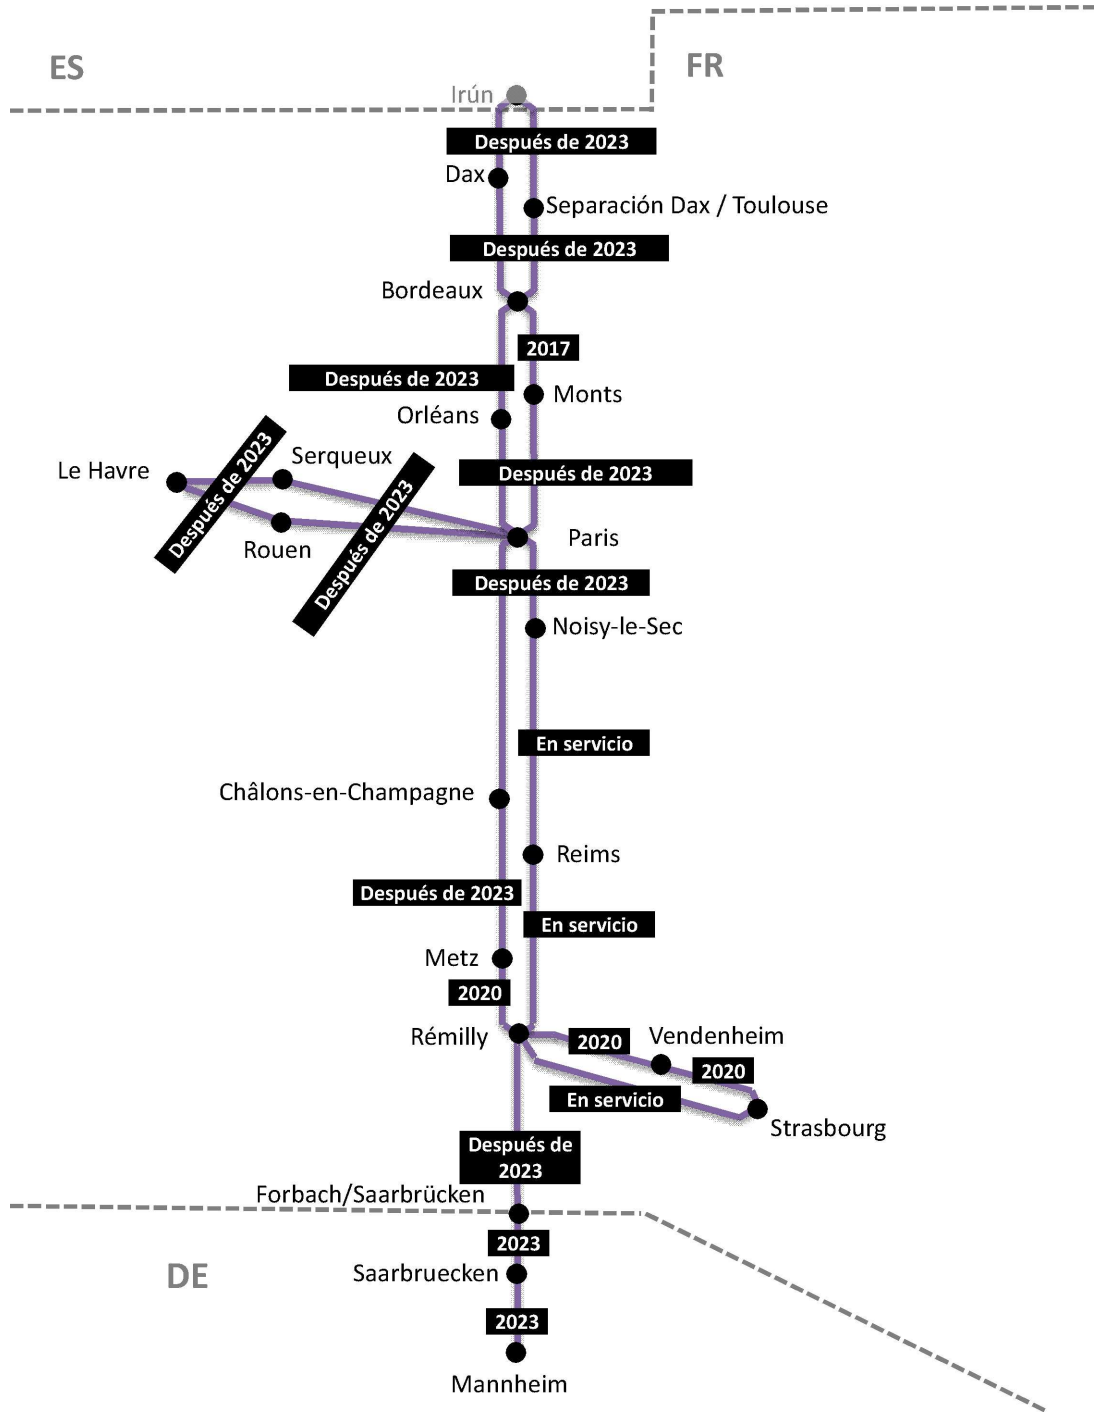 ES
FR
Irún
Después de 2023
Dax
Separación Dax / Toulouse
Después de 2023
Bordeaux
2017
Después de 2023
Monts
Orléans
Serqueux
Le Havre
Después de 2023
Después de 2023
Después de 2023
Rouen
Paris
Después de 2023
Noisy-le-Sec
En servicio
Châlons-en-Champagne
Reims
Después de 2023
En servicio
Metz
2020
Rémilly
2020
Vendenheim
2020
En servicio
Strasbourg
Después de
2023
Forbach/Saarbrücken
2023
DE
Saarbruecken
2023
Mannheim